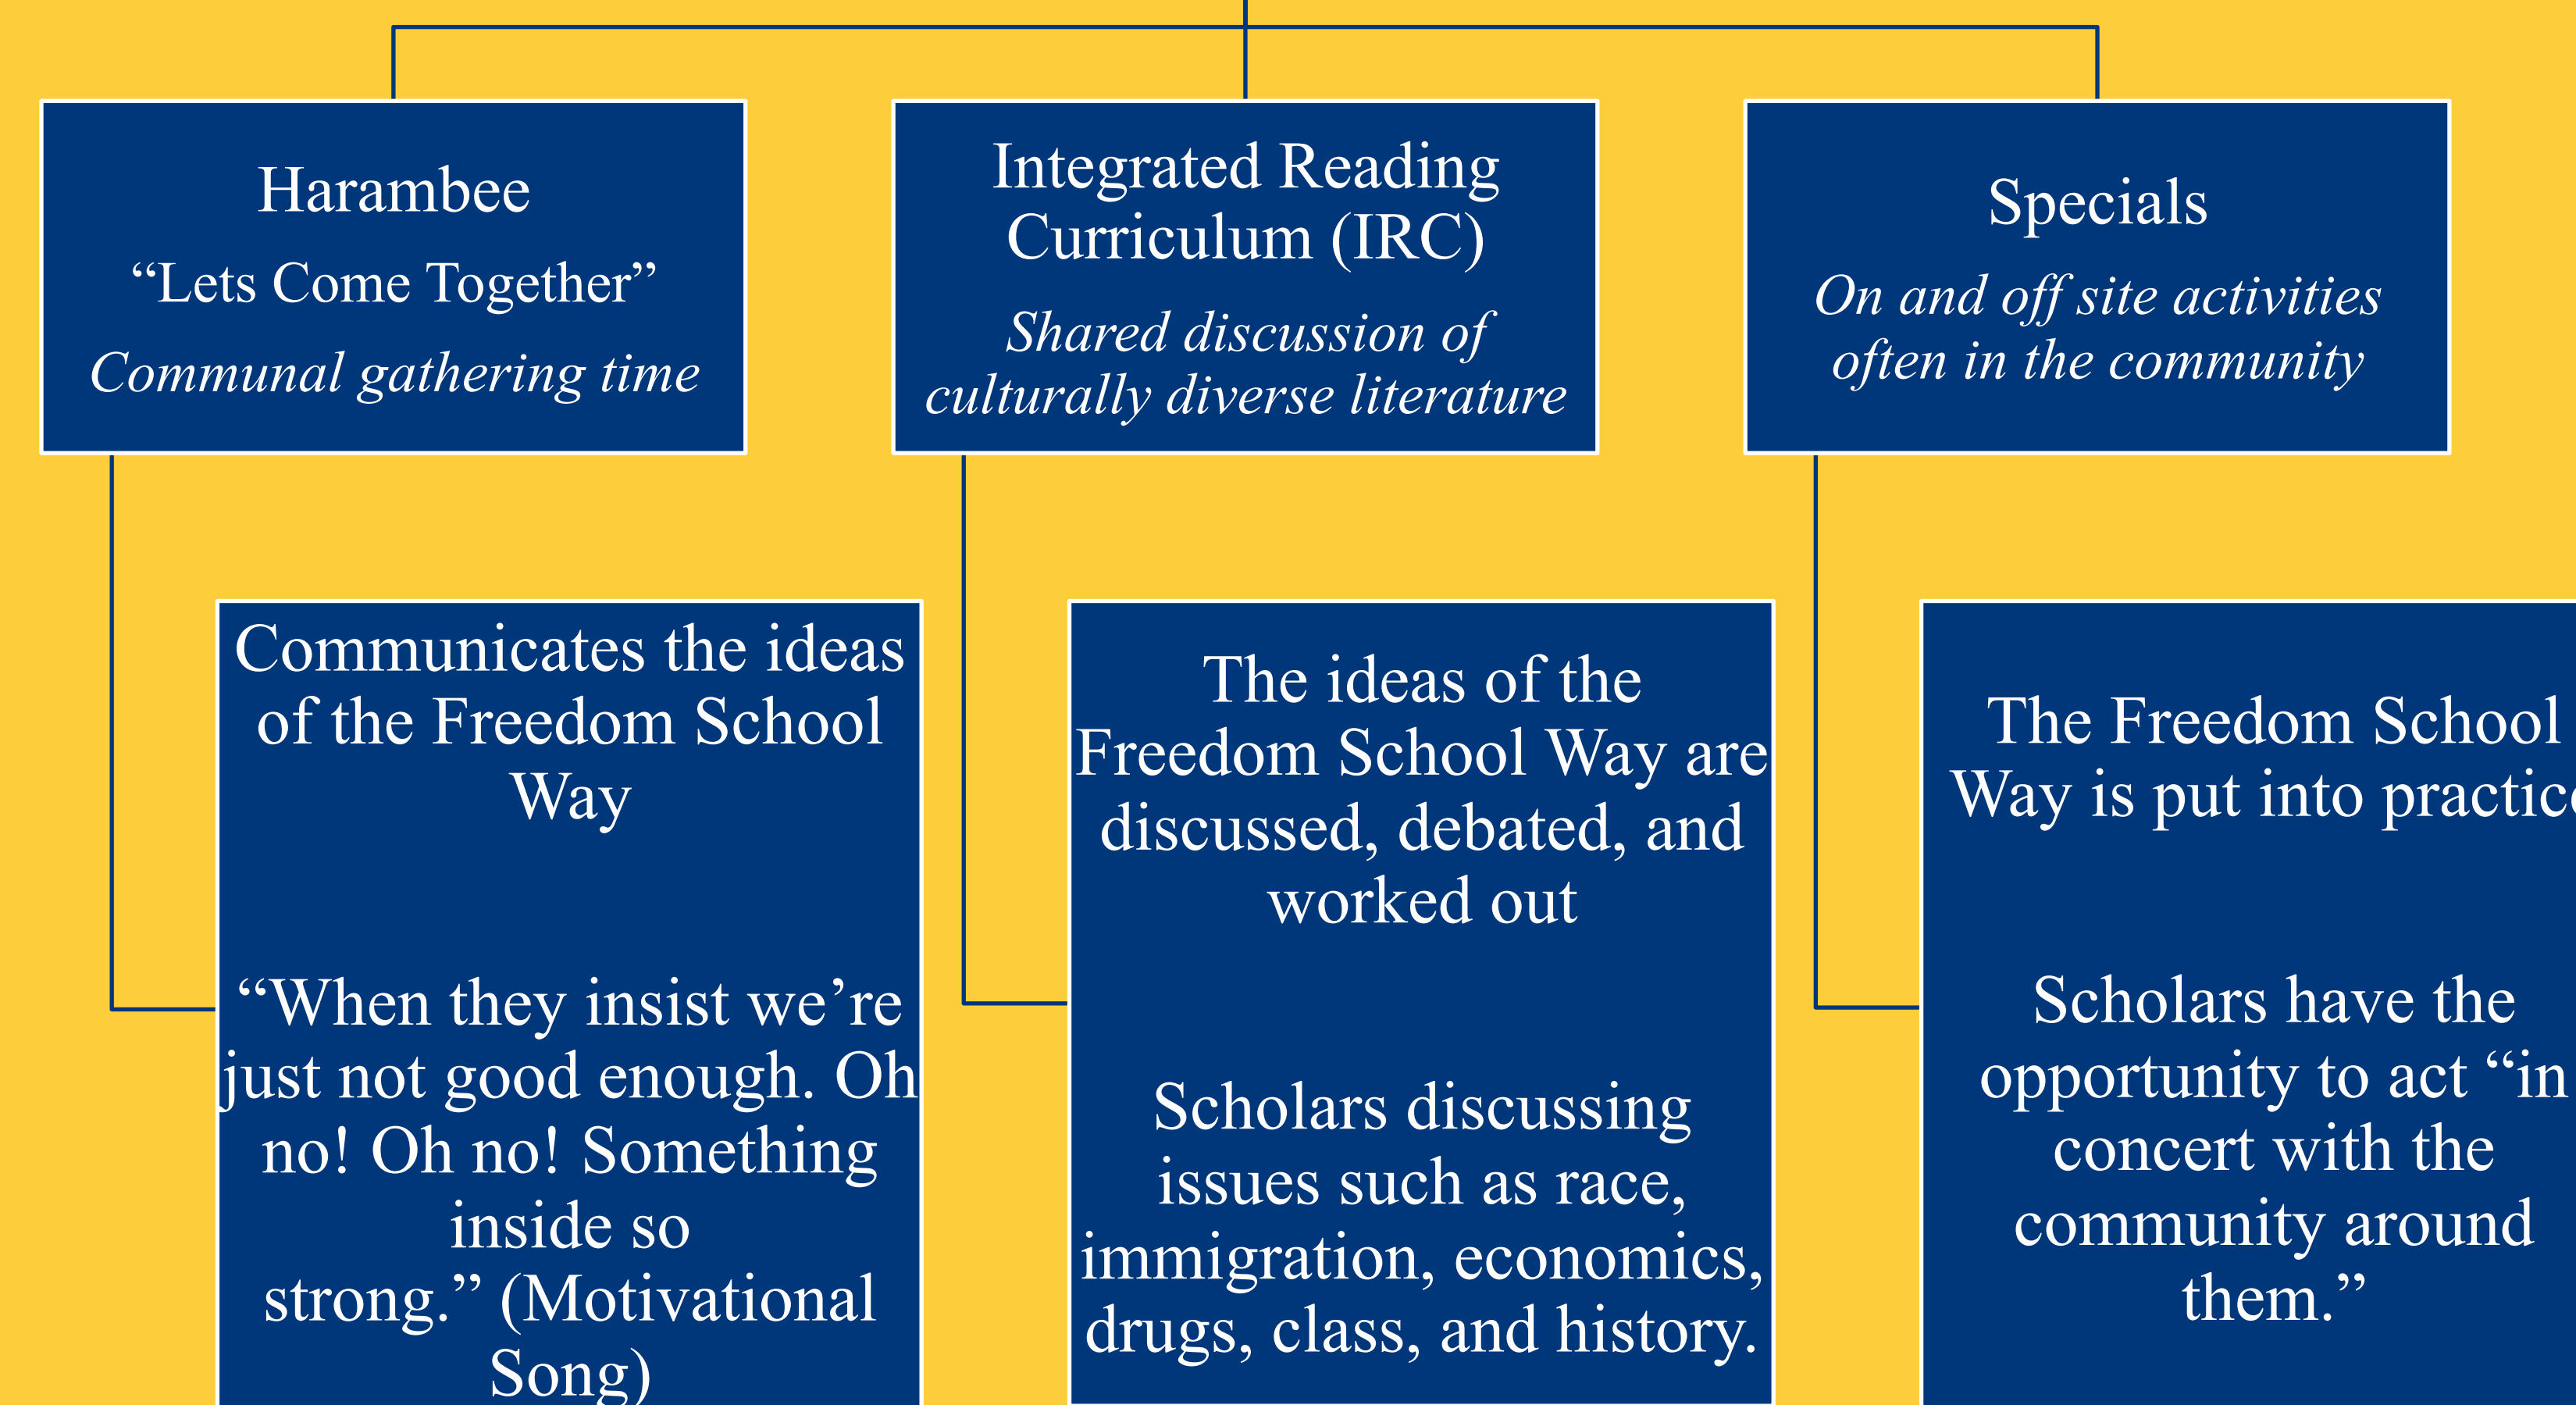 Harambee
“Lets Come Together”
Communal gathering time
Integrated Reading
Curriculum (IRC)
Shared discussion of
culturally diverse literature
Specials
On and off site activities
often in the community
Communicates the ideas
of the Freedom School
Way
“When they insist we’re
just not good enough. Oh
no! Oh no! Something
inside so
strong.” (Motivational
Song)
The ideas of the
Freedom School Way are
discussed, debated, and
worked out
Scholars discussing
issues such as race,
immigration, economics,
drugs, class, and history.
The Freedom School
Way is put into practice
Scholars have the
opportunity to act “in
concert with the
community around
them.”